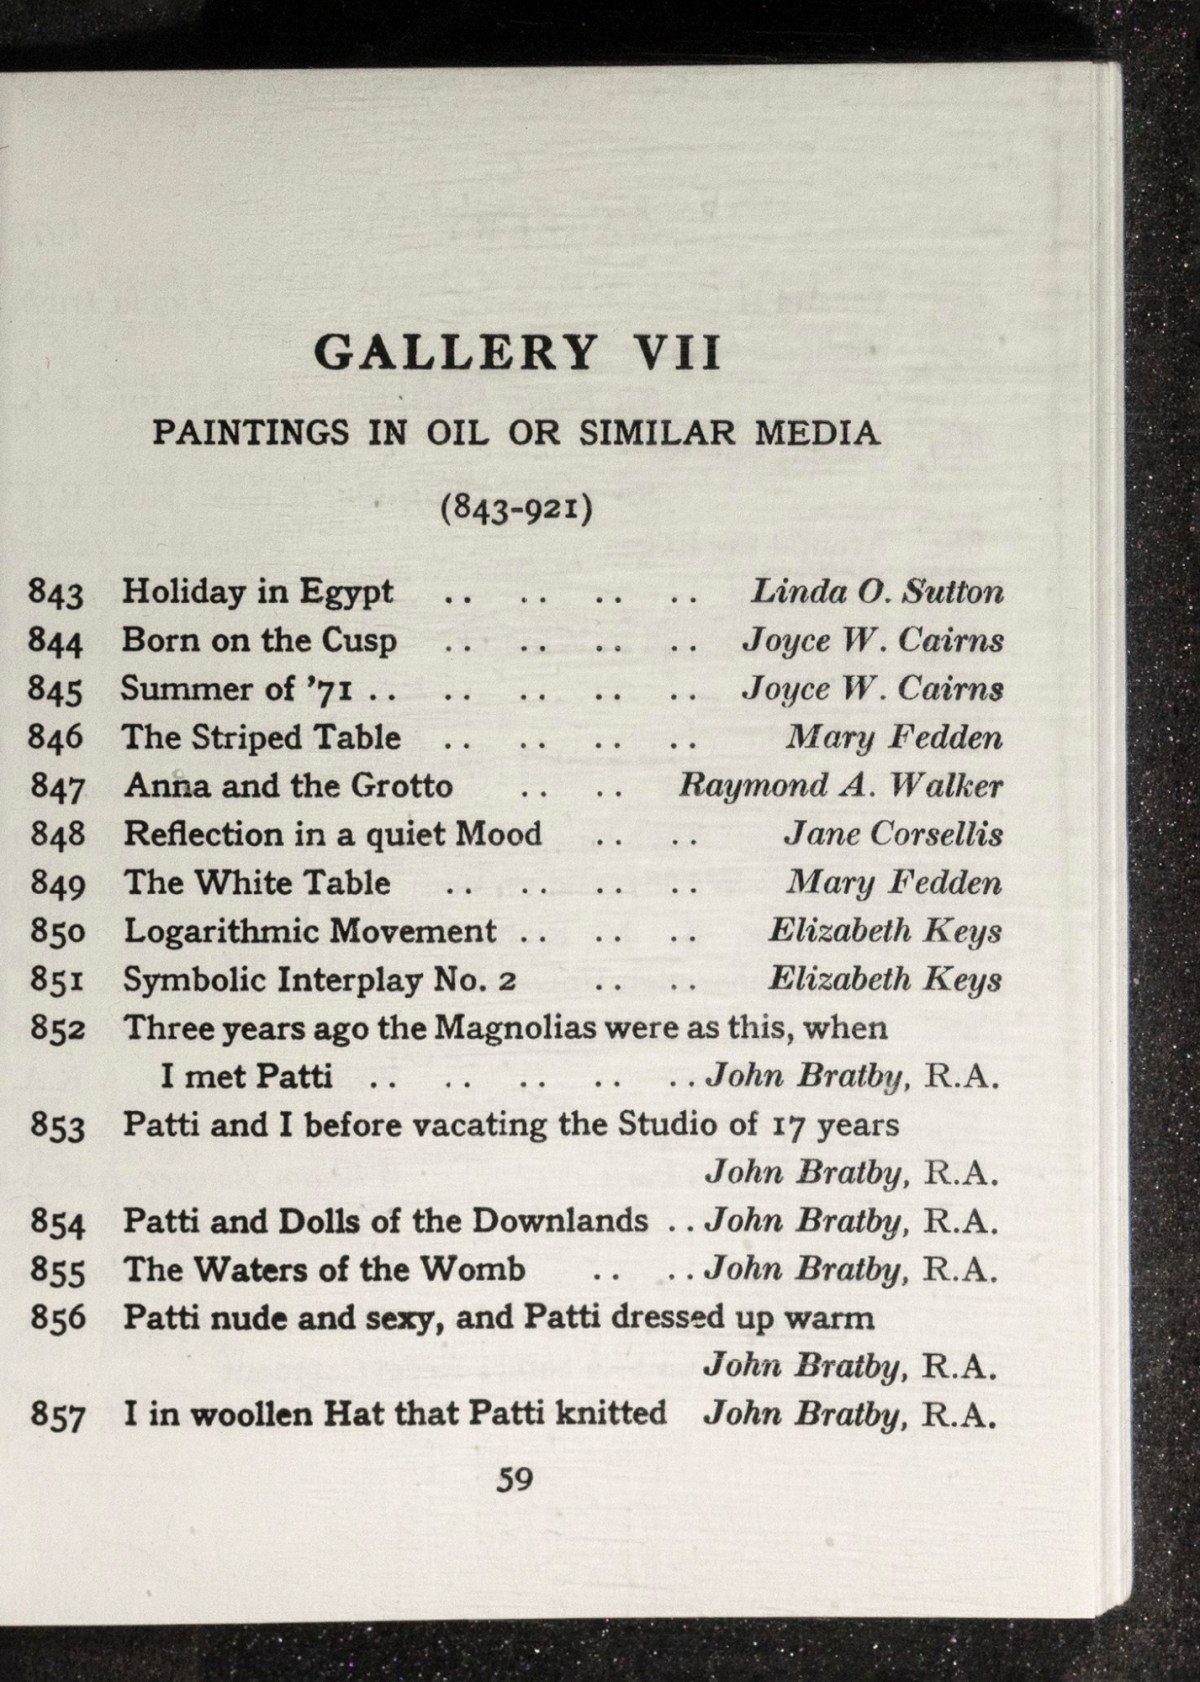 GALLERY VII
PAINTINGS IN OIL OR SIMILAR MEDIA
(843-921)
843 Holiday in Egypt .. .. .. .. Linda O. Sutton
844 Born on the Cusp .. .. .. .. Joyce W. Cairns
845 Summer of ’71 .. .. .. .. .. Joyce W. Cairns
846 The Striped Table .. .. .. .. Mary Fedden
847 Anna and the Grotto .. .. Raymond A. Walker
848 Reflection in a quiet Mood .. .. Jane Corsellis
849 The White Table .. .. .. .. Mary Fedden
850 Logarithmic Movement .. .. .. Elizabeth Keys
851 Symbolic Interplay No. 2 .. .. Elizabeth Keys
852 Three years ago the Magnolias were as this, when
I met Patti .. .. .. .. .. John Bratby, R.A.
853 Patti and I before vacating the Studio of 17 years
John Bratby, R.A.
854 Patti and Dolls of the Downlands .. John Bratby, R.A.
855 The Waters of the Womb .. .. John Bratby, R.A.
856 Patti nude and sexy, and Patti dressed up warm
John Bratby, R.A.
857 I in woollen Hat that Patti knitted John Bratby, R.A.
59